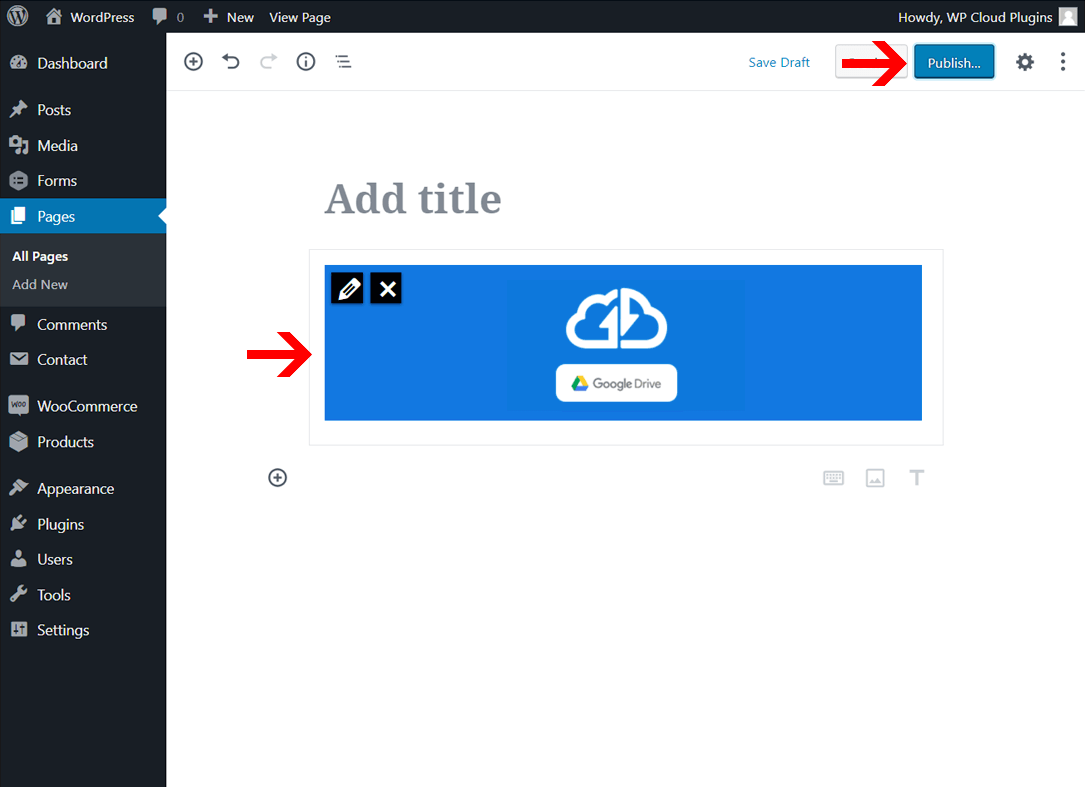 WordPress 0 New View Page Howdy, WP Cloud Plugins
Dashboard
Posts
Media
Forms
Pages
All Pages
Add New
Comments
Contact
WooCommerce
Products
Appearance
Plugins
Users
Tools
Settings
Save Draft Publish...
Add title
Google Drive